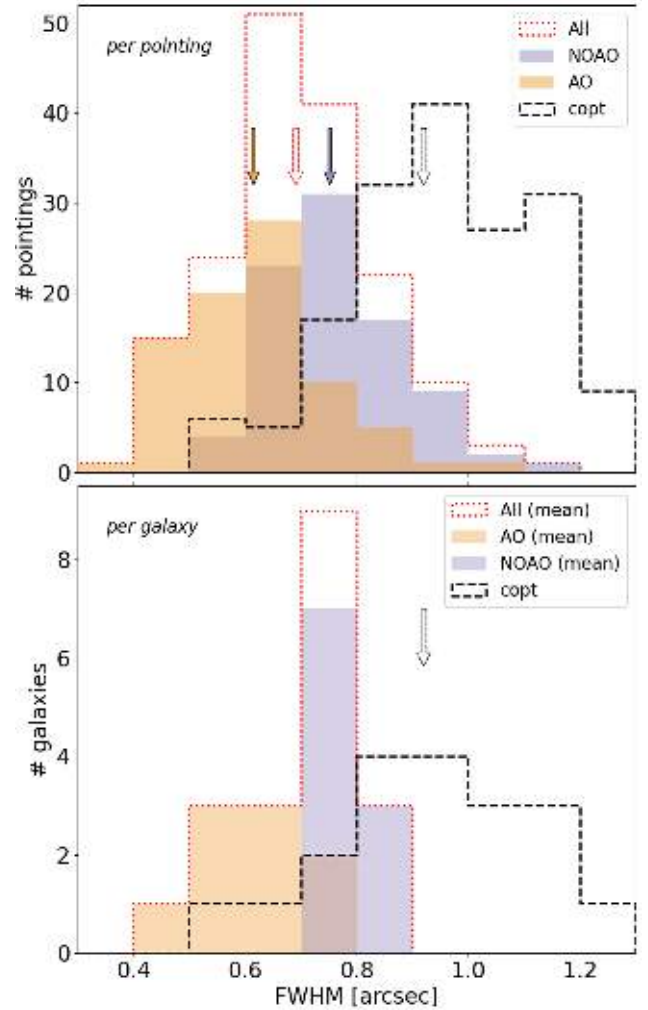 50
per pointing
All
NOAO
AO
copt
40
30
20
10
0
# pointings
per galaxy
All (mean)
AO (mean)
NOAO (mean)
copt
8
6
4
2
0
# galaxies
0.4 0.6 0.8 1.0 1.2
FWHM [arcsec]